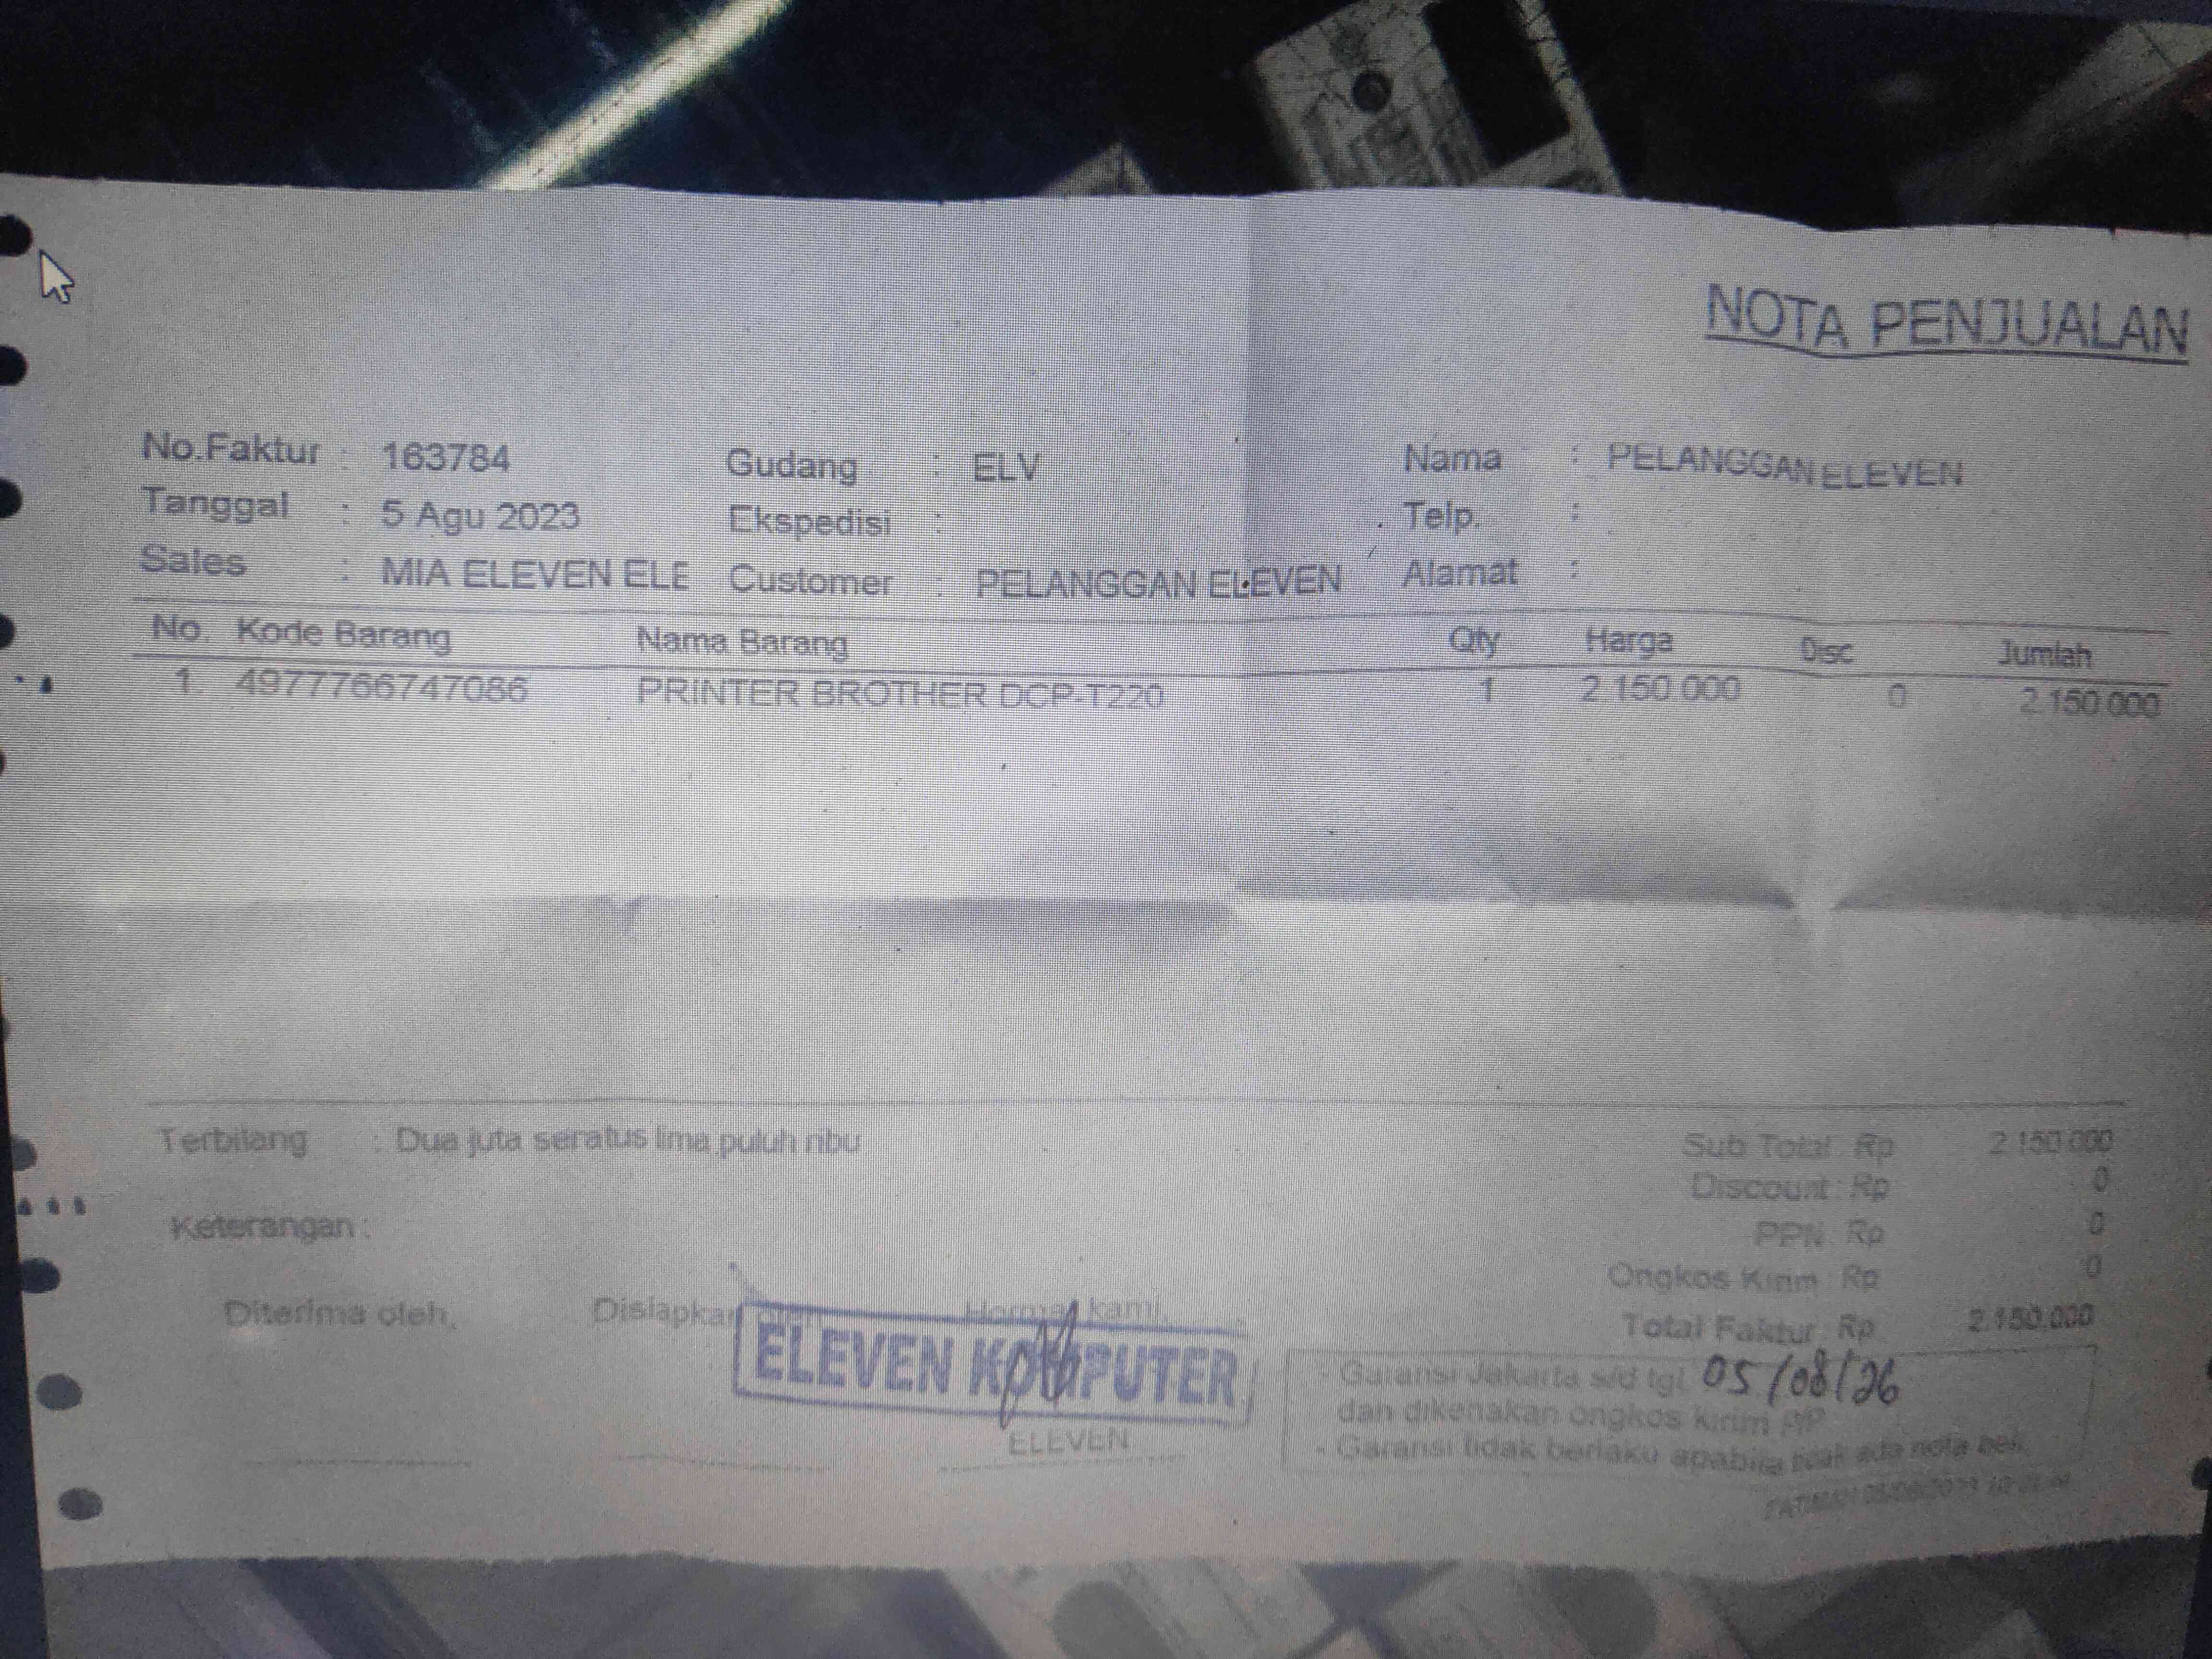 NOTA PENJUALAN
No.Faktur : 163784 Gudang : ELV Nama : PELANGGAN ELEVEN
Tanggal : 5 Agu 2023 Ekspedisi : Telp. :
Sales : MIA ELEVEN ELE Customer : PELANGGAN ELEVEN Alamat :
No. Kode Barang Nama Barang Qty Harga Disc Jumlah
1. 4977766747086 PRINTER BROTHER DCP-T220 1 2.150.000 0 2.150.000
Terbilang : Dua juta seratus lima puluh ribu
Sub Total : Rp 2.150.000
Discount : Rp 0
Keterangan :
PPN : Rp 0
Ongkos Kirim : Rp 0
Diterima oleh, Hormat kami,
Total Faktur : Rp 2.150.000
ELEVEN KOMPUTER
ELEVEN
- Garansi Jakarta s/d tgl 05/08/26
dan dikenakan ongkos kirim PP
- Garansi tidak berlaku apabila tidak ada nota beli